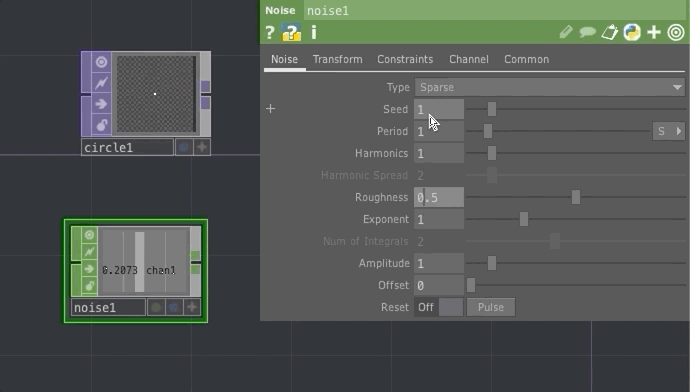 Noise noise1
? ? i
Noise Transform Constraints Channel Common
Type Sparse
Seed 1
Period 1 S
Harmonics 1
Harmonic Spread 2
Roughness 0.5
Exponent 1
Num of Integrals 2
Amplitude 1
Offset 0
Reset Off Pulse
circle1
0.2073 chan1
noise1